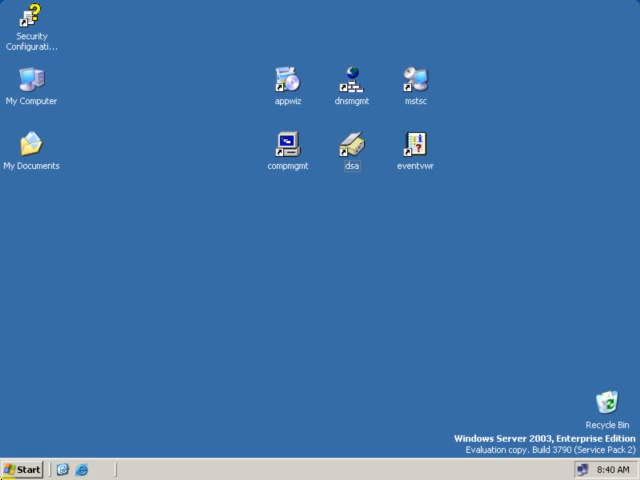 Security
Configurati...
My Computer
appwiz
dnsmgmt
mstsc
My Documents
compmgmt
dsa
eventvwr
Recycle Bin
Windows Server 2003, Enterprise Edition
Evaluation copy. Build 3790 (Service Pack 2)
Start
8:40 AM